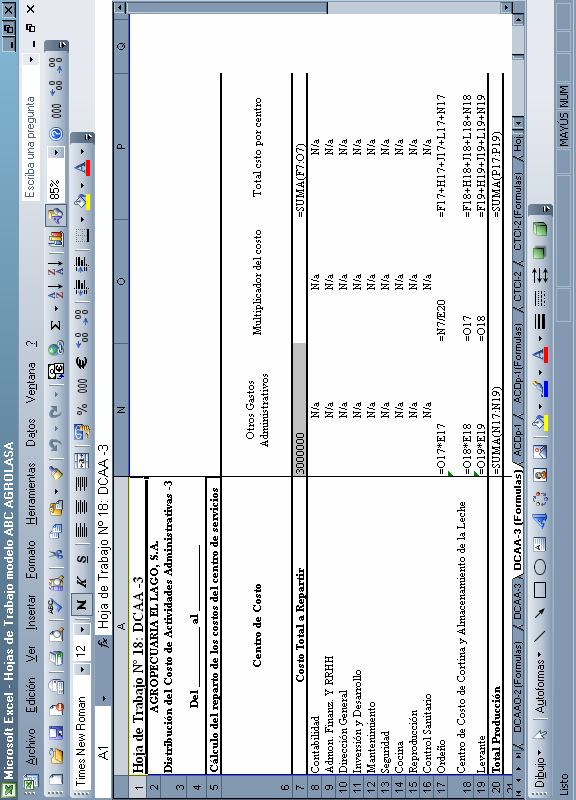 Microsoft Excel - Hojas de Trabajo modelo ABC AGROLASA
Archivo Edición Ver Insertar Formato Herramientas Datos Ventana ?
Escriba una pregunta
85%
Times New Roman 12 N K S % 000 €
A1 fx Hoja de Trabajo Nº 18: DCAA -3
A N O P Q
1 Hoja de Trabajo Nº 18: DCAA -3
2 AGROPECUARIA EL LAGO, S.A.
3 Distribución del Costo de Actividades Administrativas -3
4 Del ________ al ________
5 Cálculo del reparto de los costos del centro de servicios
6 Centro de Costo Otros Gastos Administrativos Multiplicador del costo Total csto por centro
7 Costo Total a Repartir 3000000 =SUMA(F7:O7)
8 Contabilidad N/a N/a N/a
9 Admon. Finanz. Y RRHH N/a N/a N/a
10 Dirección General N/a N/a N/a
11 Inversión y Desarrollo N/a N/a N/a
12 Mantenimiento N/a N/a N/a
13 Seguridad N/a N/a N/a
14 Cocina N/a N/a N/a
15 Reproducción N/a N/a N/a
16 Control Sanitario N/a N/a N/a
17 Ordeño =O17*E17 =N7/E20 =F17+H17+J17+L17+N17
18 Centro de Costo de Cortina y Almacenamiento de la Leche =O18*E18 =O17 =F18+H18+J18+L18+N18
19 Levante =O19*E19 =O18 =F19+H19+J19+L19+N19
20 Total Producción =SUMA(N17:N19) =SUMA(P17:P19)
21
DCAAO-2 (Formulas) DCAA-3 DCAA-3 (Formulas) ACDp-1 ACDp-1 (Formulas) CTCI-2 CTCI-2 (Formulas) Hoj
Dibujo Autoformas
Listo MAYÚS NUM